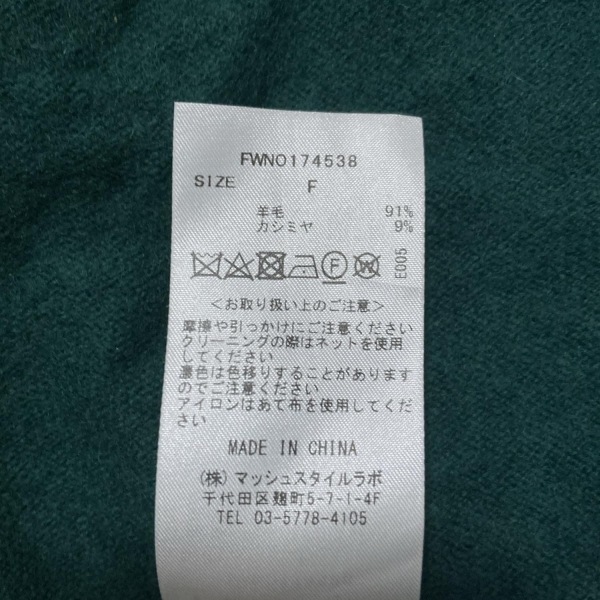 FWNO174538
SIZE F
羊毛 91%
カシミヤ 9%
F W
E005
<お取り扱い上のご注意>
摩擦や引っかけにご注意ください
クリーニングの際はネットを使用
してください
濃色は色移りすることがあります
のでご注意ください
アイロンはあて布を使用してくだ
さい
MADE IN CHINA
(株)マッシュスタイルラボ
千代田区麹町5-7-1-4F
TEL 03-5778-4105